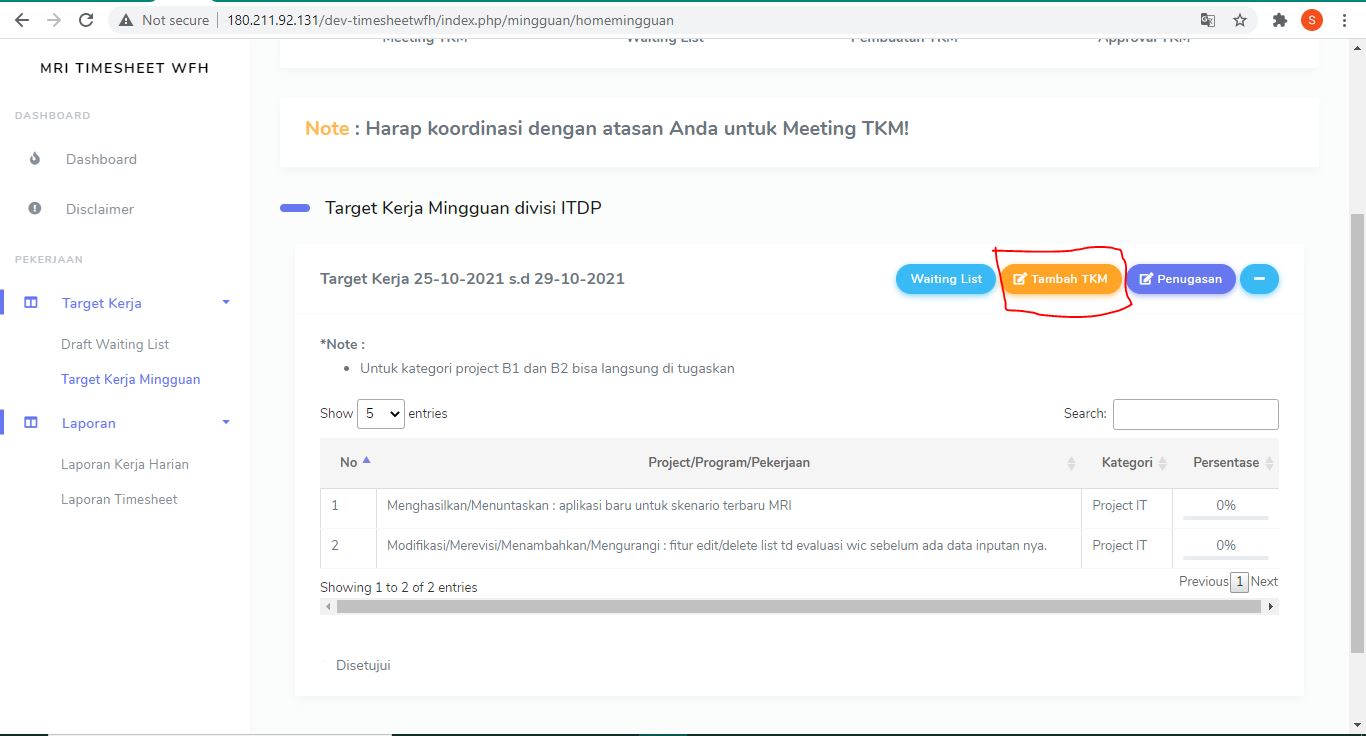 Not secure | 180.211.92.131/dev-timesheetwfh/index.php/mingguan/homemingguan
S
MRI TIMESHEET WFH
DASHBOARD
Dashboard
Disclaimer
PEKERJAAN
Target Kerja
Draft Waiting List
Target Kerja Mingguan
Laporan
Laporan Kerja Harian
Laporan Timesheet
Meeting TKM Waiting List Pembuatan TKM Approval TKM
Note : Harap koordinasi dengan atasan Anda untuk Meeting TKM!
Target Kerja Mingguan divisi ITDP
Target Kerja 25-10-2021 s.d 29-10-2021 Waiting List Tambah TKM Penugasan
*Note :
• Untuk kategori project B1 dan B2 bisa langsung di tugaskan
Show 5 entries Search:
No Project/Program/Pekerjaan Kategori Persentase
1 Menghasilkan/Menuntaskan : aplikasi baru untuk skenario terbaru MRI Project IT 0%
2 Modifikasi/Merevisi/Menambahkan/Mengurangi : fitur edit/delete list td evaluasi wic sebelum ada data inputan nya. Project IT 0%
Showing 1 to 2 of 2 entries Previous 1 Next
Disetujui